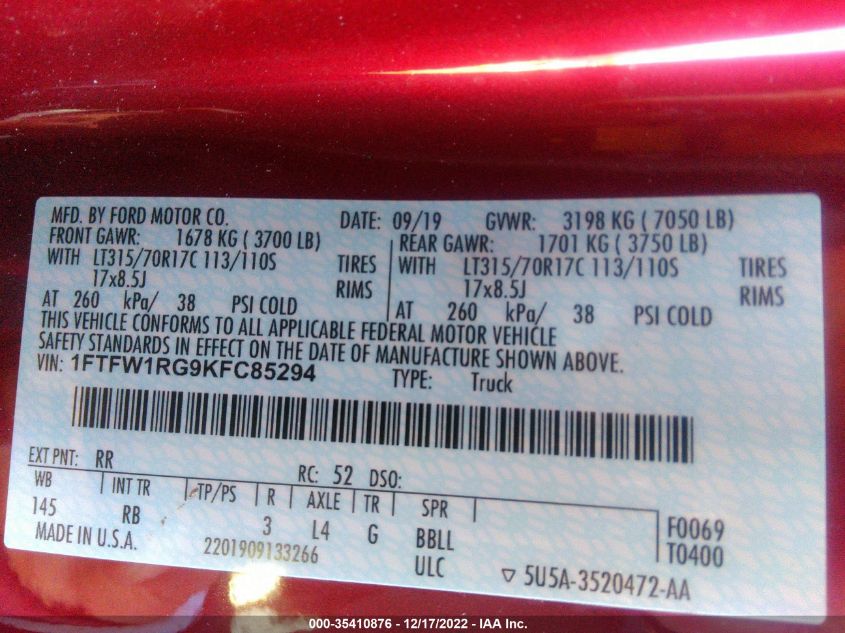 MFD. BY FORD MOTOR CO.
DATE: 09/19 GVWR: 3198 KG ( 7050 LB)
FRONT GAWR: 1678 KG ( 3700 LB)
WITH LT315/70R17C 113/110S TIRES
17x8.5J RIMS
AT 260 kPa/ 38 PSI COLD
REAR GAWR: 1701 KG ( 3750 LB)
WITH LT315/70R17C 113/110S TIRES
17x8.5J RIMS
AT 260 kPa/ 38 PSI COLD
THIS VEHICLE CONFORMS TO ALL APPLICABLE FEDERAL MOTOR VEHICLE
SAFETY STANDARDS IN EFFECT ON THE DATE OF MANUFACTURE SHOWN ABOVE.
VIN: 1FTFW1RG9KFC85294 TYPE: Truck
EXT PNT: RR RC: 52 DSO:
WB INT TR TP/PS R AXLE TR SPR
145 RB 3 L4 G BBLL F0069
MADE IN U.S.A. 2201909133266 ULC T0400
▽ 5U5A-3520472-AA
000-35410876 - 12/17/2022 - IAA Inc.